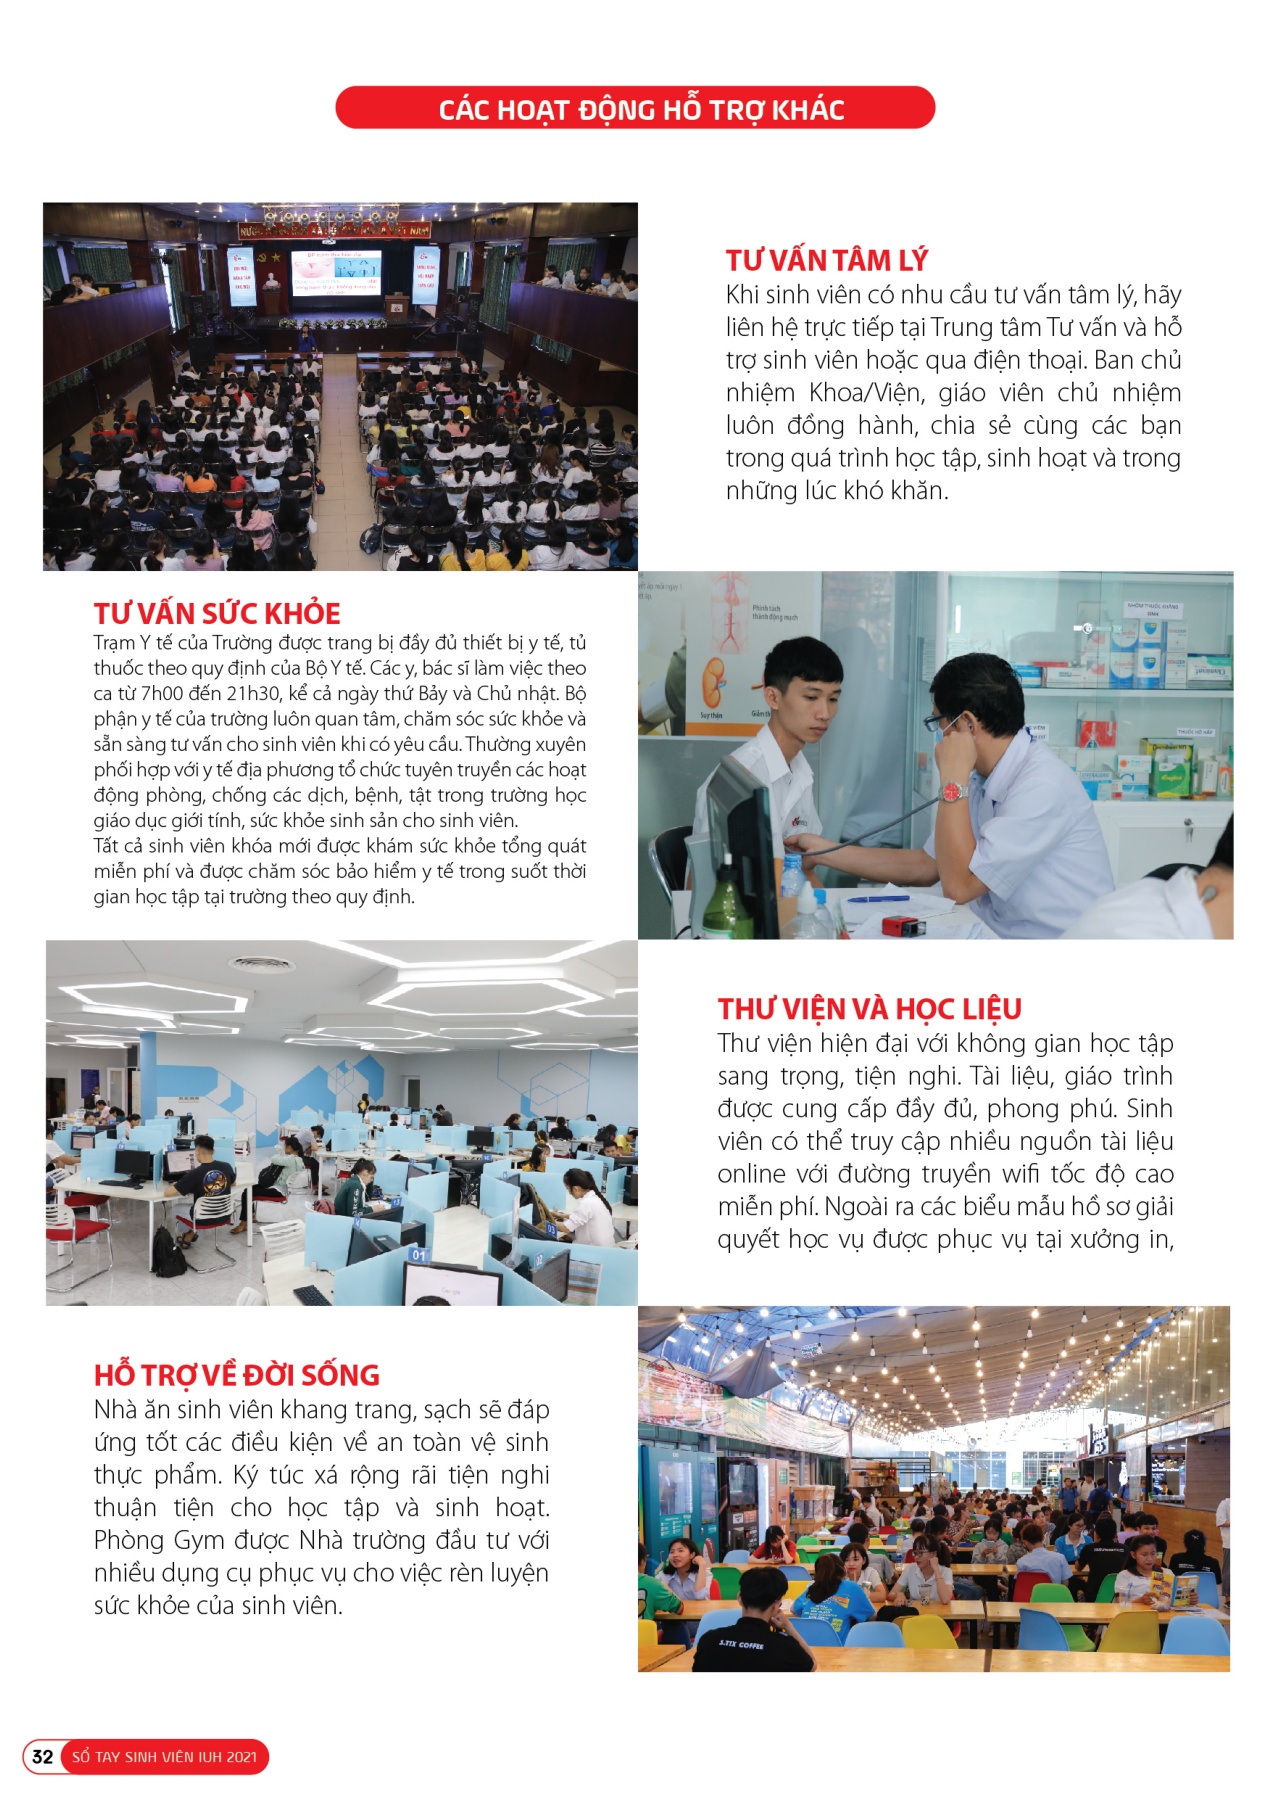 CÁC HOẠT ĐỘNG HỖ TRỢ KHÁC
TƯ VẤN TÂM LÝ
Khi sinh viên có nhu cầu tư vấn tâm lý, hãy
liên hệ trực tiếp tại Trung tâm Tư vấn và hỗ
trợ sinh viên hoặc qua điện thoại. Ban chủ
nhiệm Khoa/Viện, giáo viên chủ nhiệm
luôn đồng hành, chia sẻ cùng các bạn
trong quá trình học tập, sinh hoạt và trong
những lúc khó khăn.
TƯ VẤN SỨC KHỎE
Trạm Y tế của Trường được trang bị đầy đủ thiết bị y tế, tủ
thuốc theo quy định của Bộ Y tế. Các y, bác sĩ làm việc theo
ca từ 7h00 đến 21h30, kể cả ngày thứ Bảy và Chủ nhật. Bộ
phận y tế của trường luôn quan tâm, chăm sóc sức khỏe và
sẵn sàng tư vấn cho sinh viên khi có yêu cầu. Thường xuyên
phối hợp với y tế địa phương tổ chức tuyên truyền các hoạt
động phòng, chống các dịch, bệnh, tật trong trường học
giáo dục giới tính, sức khỏe sinh sản cho sinh viên.
Tất cả sinh viên khóa mới được khám sức khỏe tổng quát
miễn phí và được chăm sóc bảo hiểm y tế trong suốt thời
gian học tập tại trường theo quy định.
Phình tách
thành động mạch
Suy thận
NHÓM THUỐC KHÁNG
SINH
01
THƯ VIỆN VÀ HỌC LIỆU
Thư viện hiện đại với không gian học tập
sang trọng, tiện nghi. Tài liệu, giáo trình
được cung cấp đầy đủ, phong phú. Sinh
viên có thể truy cập nhiều nguồn tài liệu
online với đường truyền wifi tốc độ cao
miễn phí. Ngoài ra các biểu mẫu hồ sơ giải
quyết học vụ được phục vụ tại xưởng in,
HỖ TRỢ VỀ ĐỜI SỐNG
Nhà ăn sinh viên khang trang, sạch sẽ đáp
ứng tốt các điều kiện về an toàn vệ sinh
thực phẩm. Ký túc xá rộng rãi tiện nghi
thuận tiện cho học tập và sinh hoạt.
Phòng Gym được Nhà trường đầu tư với
nhiều dụng cụ phục vụ cho việc rèn luyện
sức khỏe của sinh viên.
J.TIX COFFEE
32 SỔ TAY SINH VIÊN IUH 2021